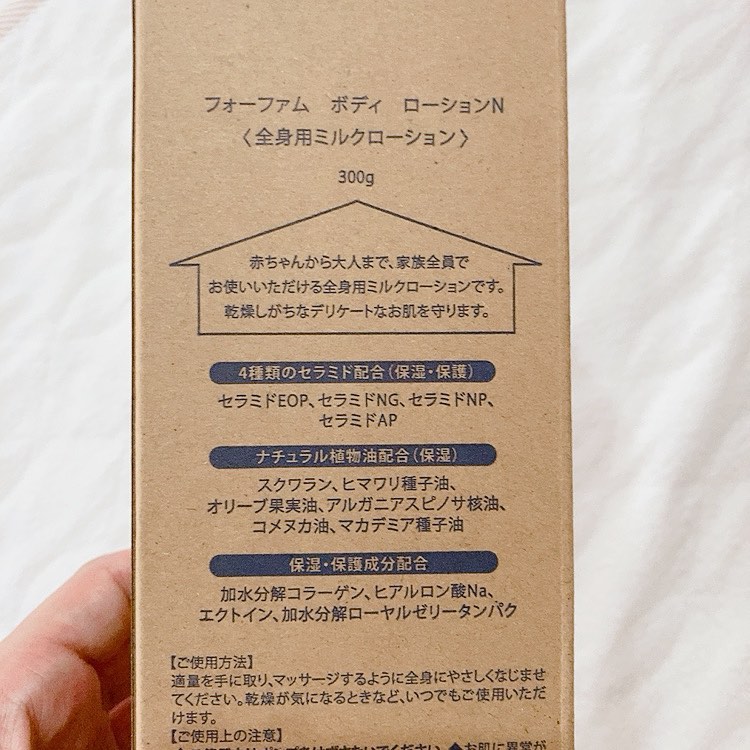 フォーファム ボディ ローションN
〈全身用ミルクローション〉
300g
赤ちゃんから大人まで、家族全員で
お使いいただける全身用ミルクローションです。
乾燥しがちなデリケートなお肌を守ります。
4種類のセラミド配合（保湿・保護）
セラミドEOP、セラミドNG、セラミドNP、
セラミドAP
ナチュラル植物油配合（保湿）
スクワラン、ヒマワリ種子油、
オリーブ果実油、アルガニアスピノサ核油、
コメヌカ油、マカデミア種子油
保湿・保護成分配合
加水分解コラーゲン、ヒアルロン酸Na、
エクトイン、加水分解ローヤルゼリータンパク
【ご使用方法】
適量を手に取り、マッサージするように全身にやさしくなじませ
てください。乾燥が気になるときなど、いつでもご使用いただ
けます。
【ご使用上の注意】
◆お肌に異常が